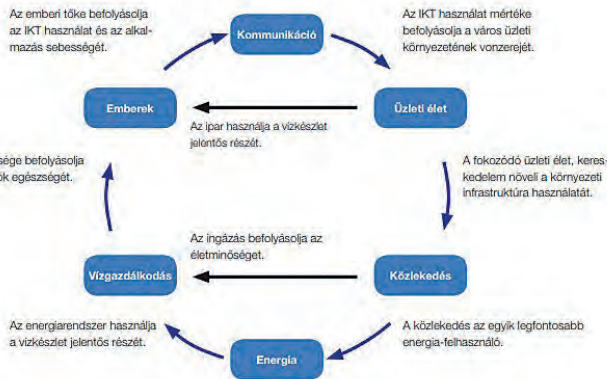 Az emberi tőke befolyásolja
az IKT használat és az alkal-
mazás sebességét.
Kommunikáció
Az IKT használat mértéke
befolyásolja a város üzleti
környezetének vonzerejét.
Emberek
Üzleti élet
Az ipar használja a vízkészlet
jelentős részét.
sége befolyásolja
ók egészségét.
A fokozódó üzleti élet, keres-
kedelem növeli a környezeti
infrastruktúra használatát.
Az ingázás befolyásolja az
életminőséget.
Vízgazdálkodás
Közlekedés
Az energiarendszer használja
a vízkészlet jelentős részét.
A közlekedés az egyik legfontosabb
energia-felhasználó.
Energia